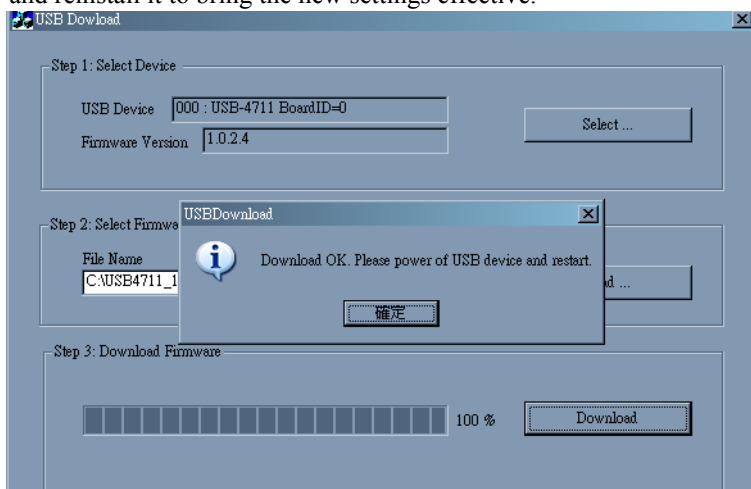 and reinstall it to bring the new settings effective.
USB Dowload
Step 1: Select Device
USB Device 000 : USB-4711 BoardID=0
Select ...
Firmware Version 1.0.2.4
USBDownload
Step 2: Select Firmwa
File Name
Download OK. Please power of USB device and restart.
C:\USB4711_1
d ...
確定
Step 3: Download Firmware
100 %
Download